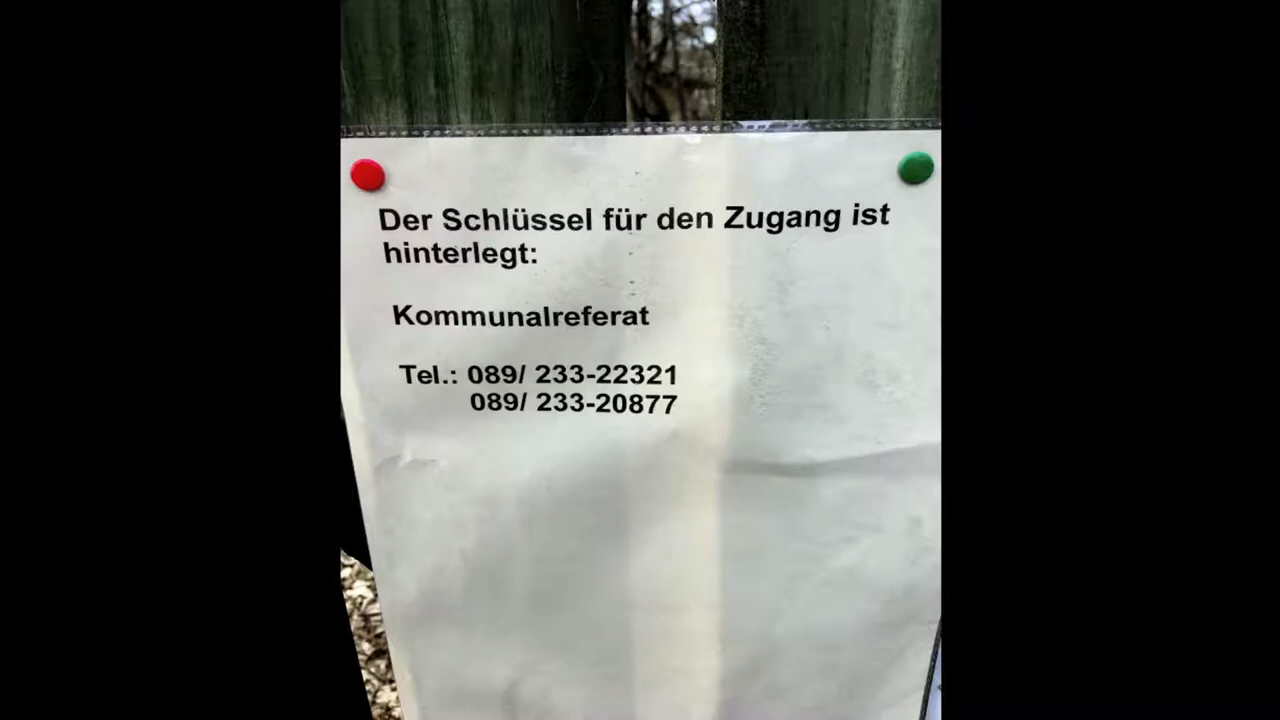 Der Schlüssel für den Zugang ist
hinterlegt:
Kommunalreferat
Tel.: 089/ 233-22321
089/ 233-20877